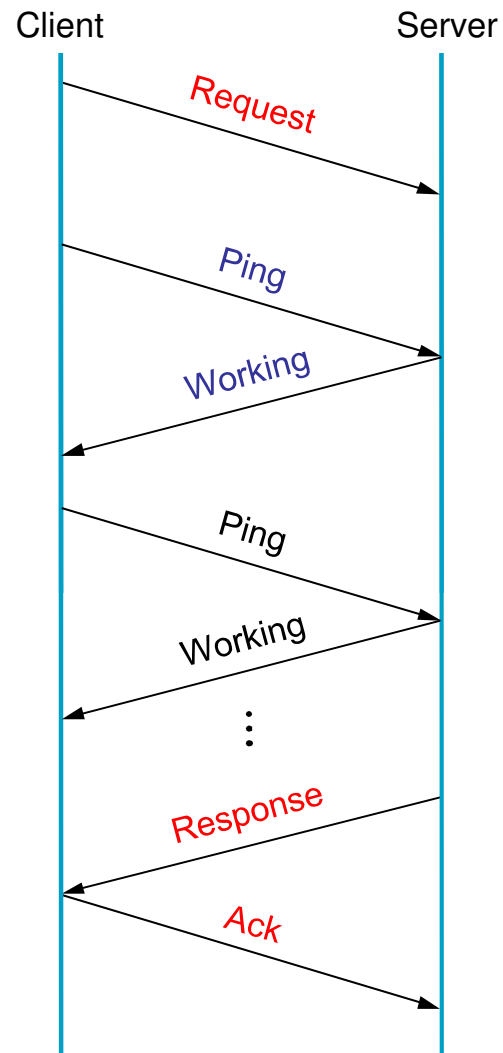 Client Server
Request
Ping
Working
Ping
Working
...
Response
Ack